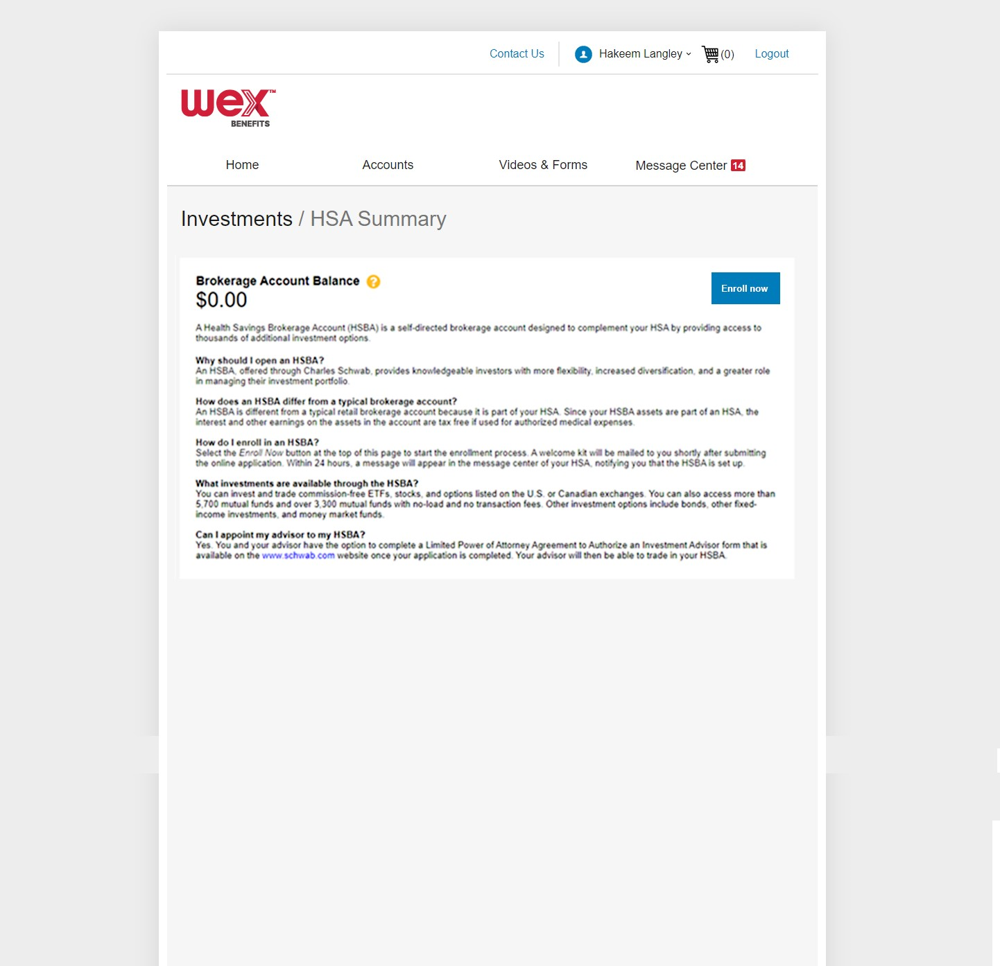 Contact Us Hakeem Langley (0) Logout
wex™
BENEFITS
Home Accounts Videos & Forms Message Center 14
Investments / HSA Summary
Brokerage Account Balance ?
$0.00
Enroll now
A Health Savings Brokerage Account (HSBA) is a self-directed brokerage account designed to complement your HSA by providing access to
thousands of additional investment options.
Why should I open an HSBA?
An HSBA, offered through Charles Schwab, provides knowledgeable investors with more flexibility, increased diversification, and a greater role
in managing their investment portfolio.
How does an HSBA differ from a typical brokerage account?
An HSBA is different from a typical retail brokerage account because it is part of your HSA. Since your HSBA assets are part of an HSA, the
interest and other earnings on the assets in the account are tax free if used for authorized medical expenses.
How do I enroll in an HSBA?
Select the Enroll Now button at the top of this page to start the enrollment process. A welcome kit will be mailed to you shortly after submitting
the online application. Within 24 hours, a message will appear in the message center of your HSA, notifying you that the HSBA is set up.
What investments are available through the HSBA?
You can invest and trade commission-free ETFs, stocks, and options listed on the U.S. or Canadian exchanges. You can also access more than
5,700 mutual funds and over 3,300 mutual funds with no-load and no transaction fees. Other investment options include bonds, other fixed-
income investments, and money market funds.
Can I appoint my advisor to my HSBA?
Yes. You and your advisor have the option to complete a Limited Power of Attorney Agreement to Authorize an Investment Advisor form that is
available on the www.schwab.com website once your application is completed. Your advisor will then be able to trade in your HSBA.